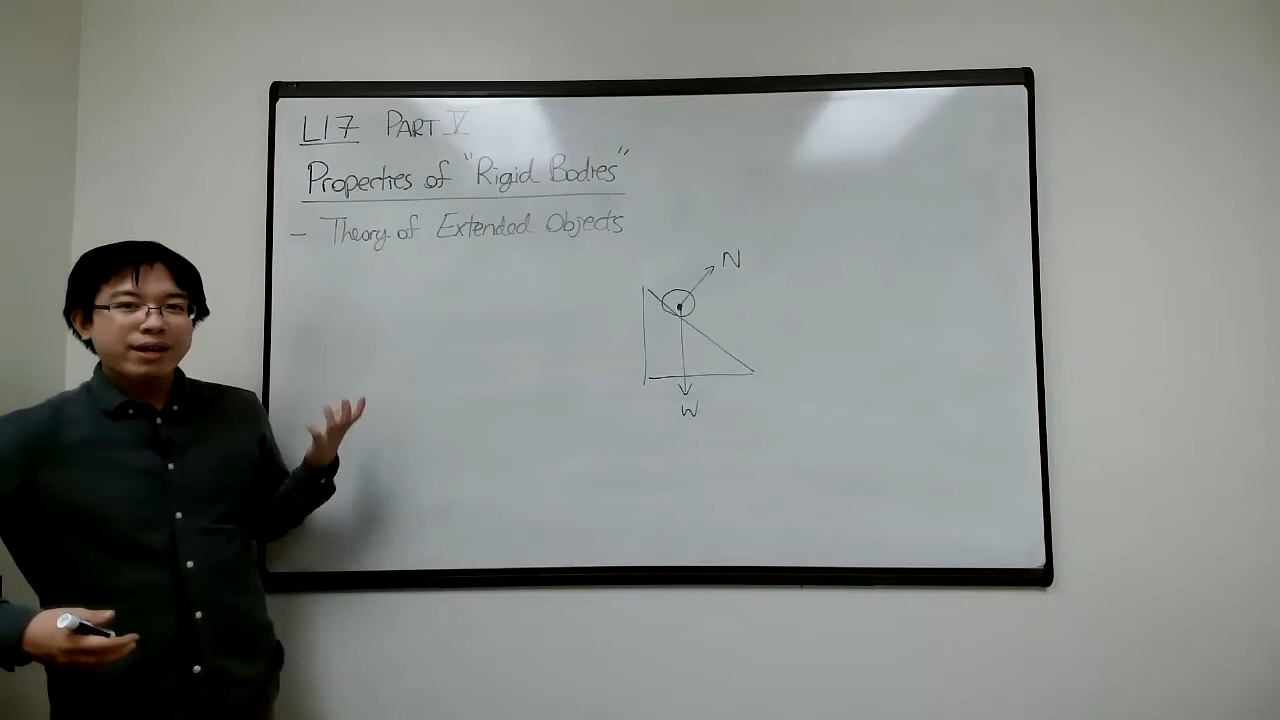 L17 PART V
Properties of "Rigid Bodies"
- Theory of Extended Objects
N
W